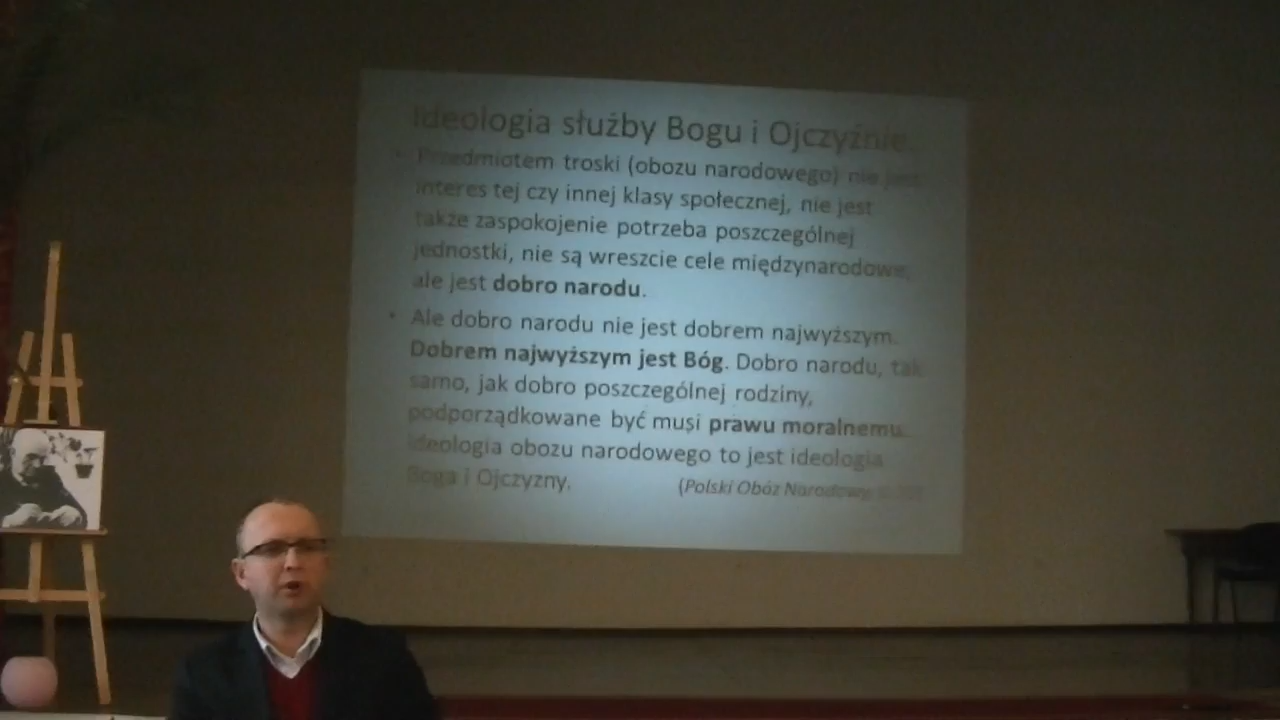 Ideologia służby Bogu i Ojczyźnie.
• Przedmiotem troski (obozu narodowego) nie jest
interes tej czy innej klasy społecznej, nie jest
także zaspokojenie potrzeba poszczególnej
jednostki, nie są wreszcie cele międzynarodowe,
ale jest dobro narodu.
• Ale dobro narodu nie jest dobrem najwyższym.
Dobrem najwyższym jest Bóg. Dobro narodu, tak
samo, jak dobro poszczególnej rodziny,
podporządkowane być musi prawu moralnemu.
Ideologia obozu narodowego to jest ideologia
Boga i Ojczyzny. (Polski Obóz Narodowy